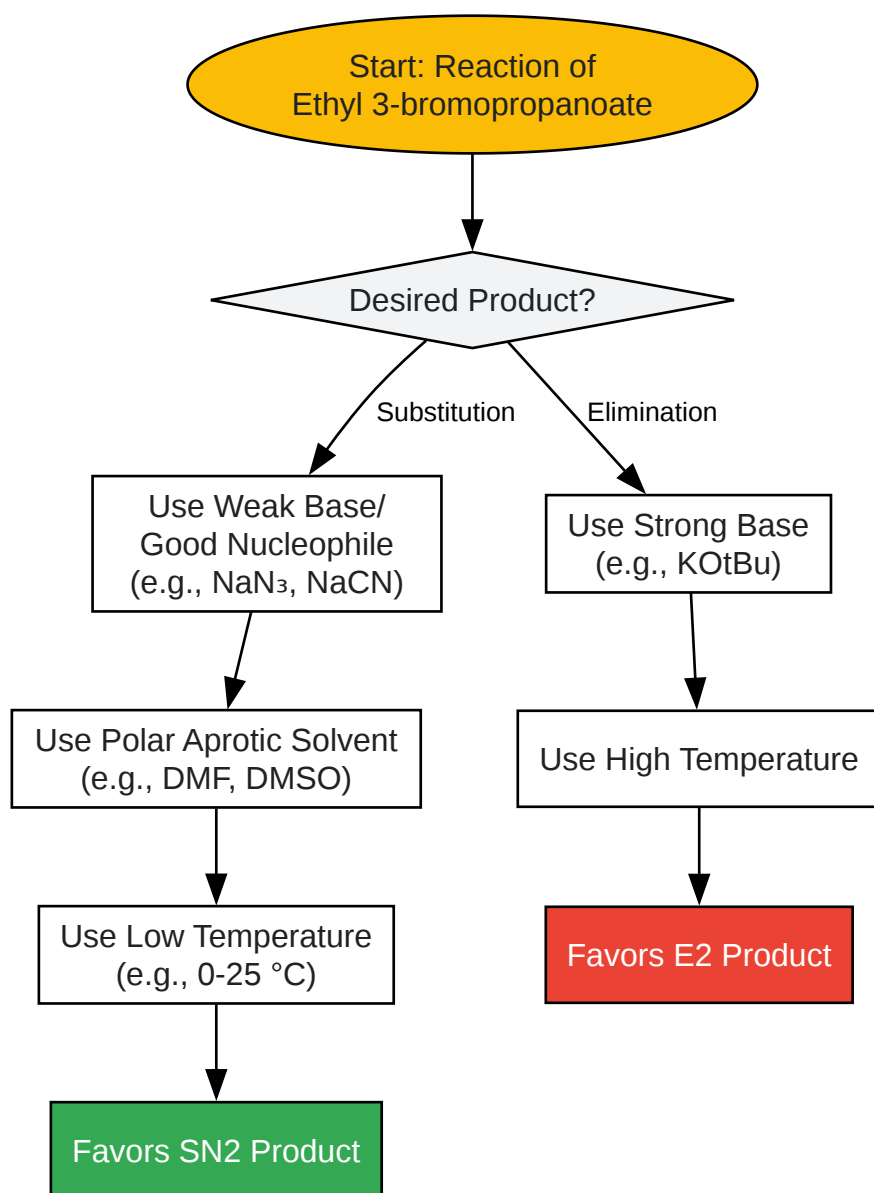 Start: Reaction of
Ethyl 3-bromopropanoate
Desired Product?
Substitution
Elimination
Use Weak Base/
Good Nucleophile
(e.g., NaN₃, NaCN)
Use Strong Base
(e.g., KOtBu)
Use Polar Aprotic Solvent
(e.g., DMF, DMSO)
Use High Temperature
Use Low Temperature
(e.g., 0-25 °C)
Favors E2 Product
Favors SN2 Product